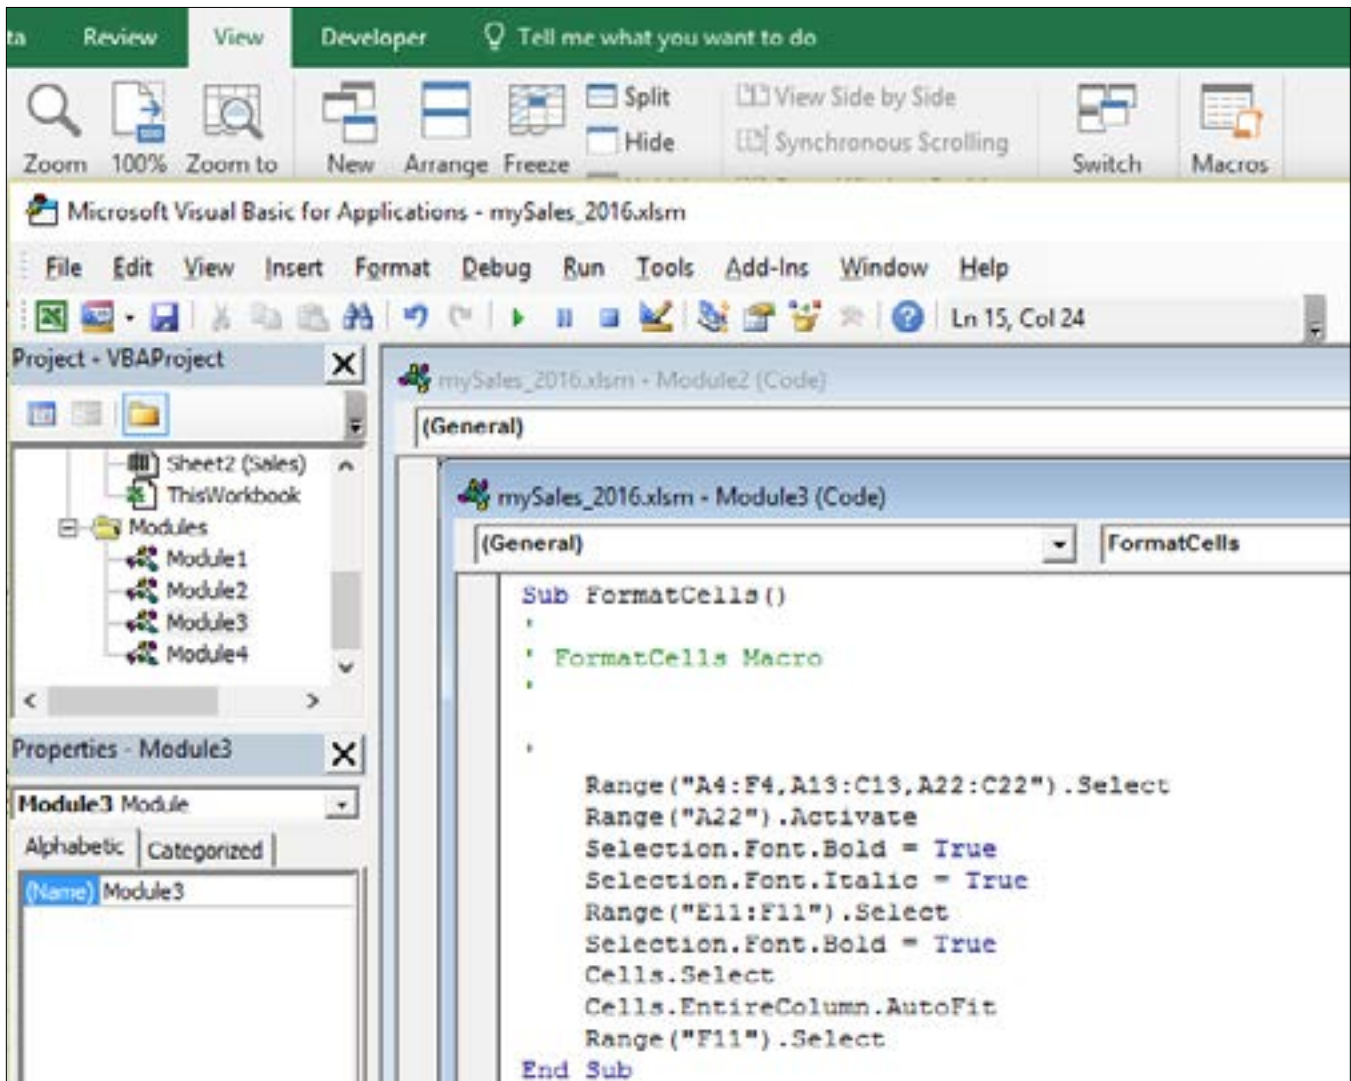 ta Review View Developer Tell me what you want to do
Split View Side by Side
Hide Synchronous Scrolling
Zoom 100% Zoom to New Arrange Freeze Switch Macros
Microsoft Visual Basic for Applications - mySales_2016.xlsm
File Edit View Insert Format Debug Run Tools Add-Ins Window Help
Ln 15, Col 24
Project - VBAProject
mySales_2016.xlsm - Module2 (Code)
(General)
Sheet2 (Sales)
ThisWorkbook
Modules
Module1
Module2
Module3
Module4
mySales_2016.xlsm - Module3 (Code)
(General) FormatCells
Sub FormatCells()
'
' FormatCells Macro
'
'
Range("A4:F4,A13:C13,A22:C22").Select
Range("A22").Activate
Selection.Font.Bold = True
Selection.Font.Italic = True
Range("E11:F11").Select
Selection.Font.Bold = True
Cells.Select
Cells.EntireColumn.AutoFit
Range("F11").Select
End Sub
Properties - Module3
Module3 Module
Alphabetic Categorized
(Name) Module3